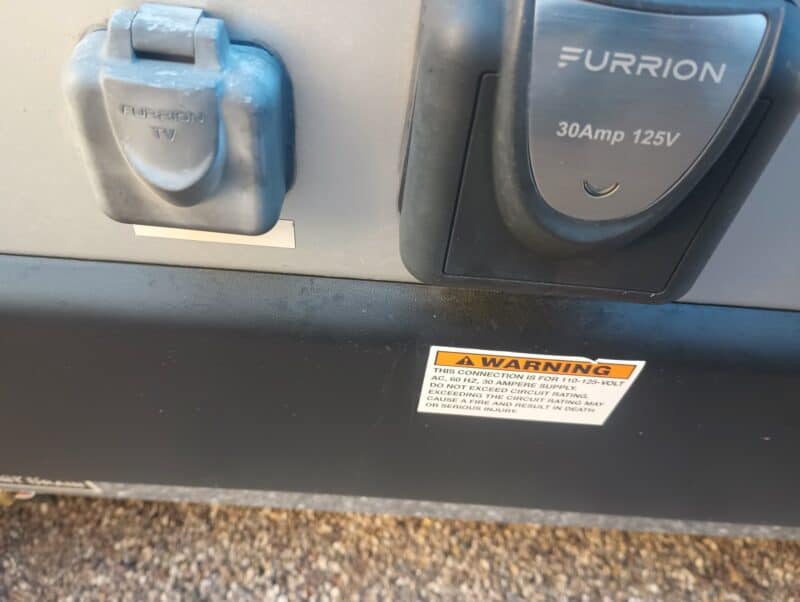 FURRION
TV
FURRION
30Amp 125V
WARNING
THIS CONNECTION IS FOR 110-125-VOLT
AC, 60 HZ, 30 AMPERE SUPPLY.
DO NOT EXCEED CIRCUIT RATING.
EXCEEDING THE CIRCUIT RATING MAY
CAUSE A FIRE AND RESULT IN DEATH
OR SERIOUS INJURY.